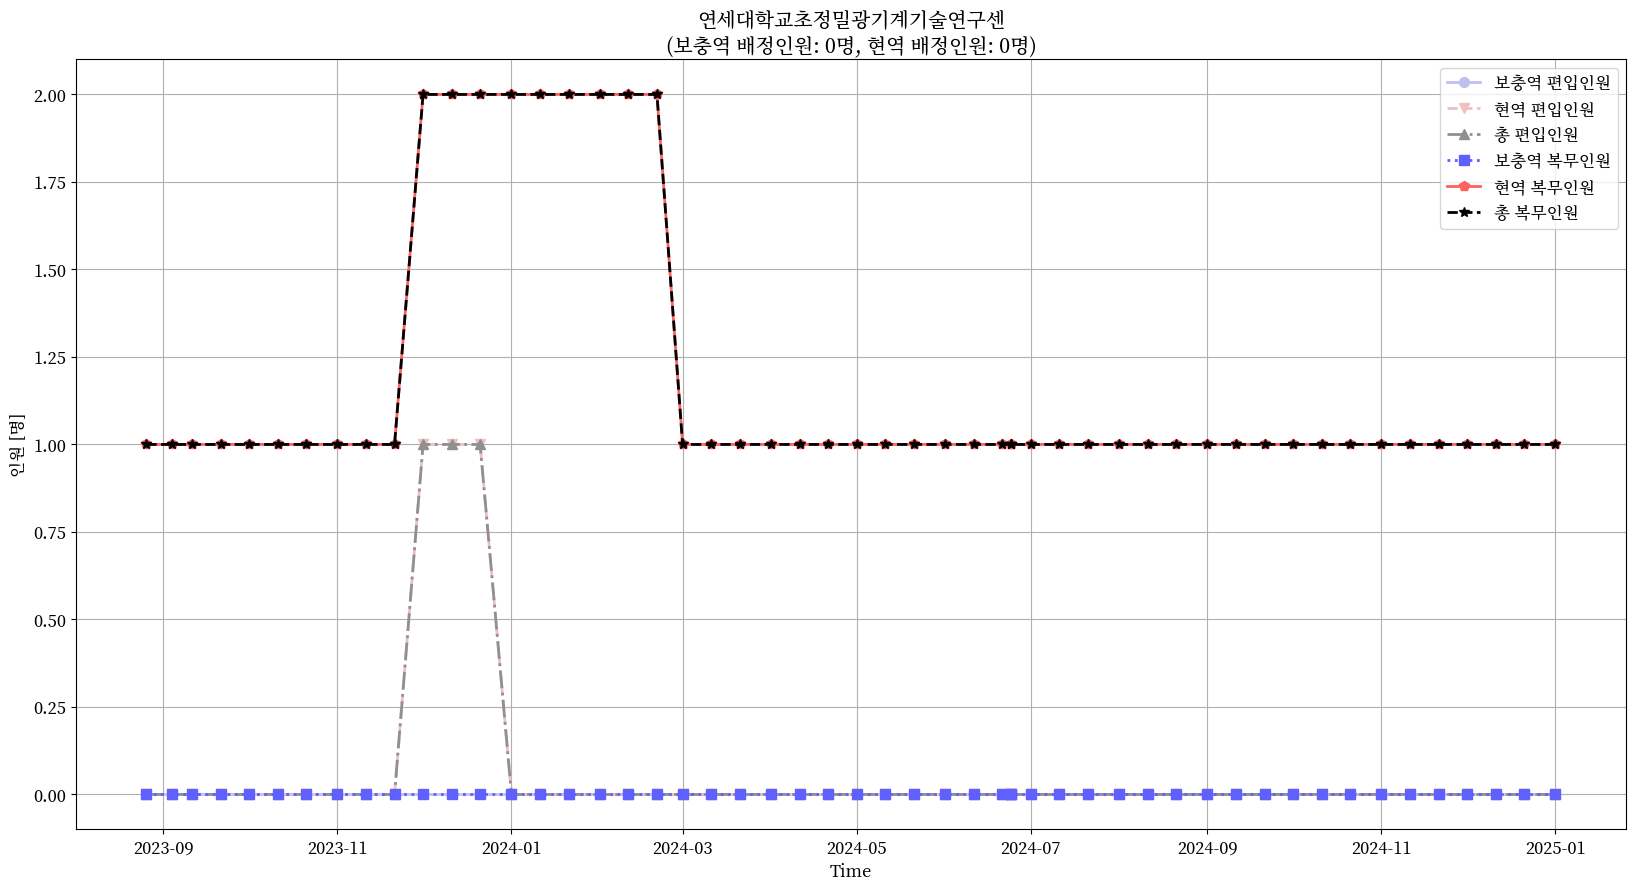 연세대학교초정밀광기계기술연구센
(보충역 배정인원: 0명, 현역 배정인원: 0명)
보충역 편입인원
현역 편입인원
총 편입인원
보충역 복무인원
현역 복무인원
총 복무인원
인원 [명]
2.00
1.75
1.50
1.25
1.00
0.75
0.50
0.25
0.00
2023-09 2023-11 2024-01 2024-03 2024-05 2024-07 2024-09 2024-11 2025-01
Time